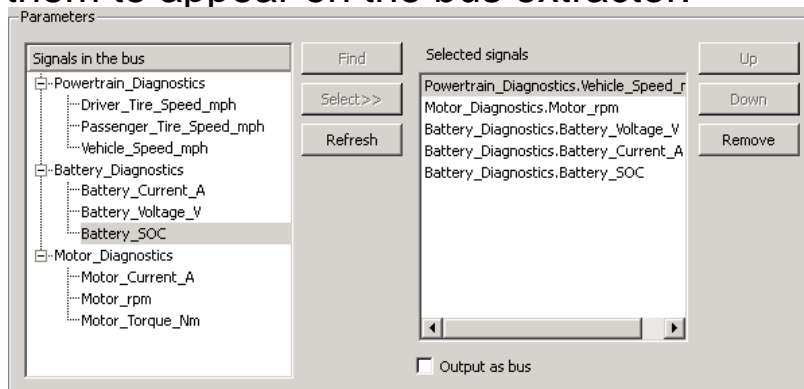 them to appear on the bus extractor.
Parameters
Signals in the bus
Powertrain_Diagnostics
Driver_Tire_Speed_mph
Passenger_Tire_Speed_mph
Vehicle_Speed_mph
Battery_Diagnostics
Battery_Current_A
Battery_Voltage_V
Battery_SOC
Motor_Diagnostics
Motor_Current_A
Motor_rpm
Motor_Torque_Nm
Find
Select>>
Refresh
Selected signals
Powertrain_Diagnostics.Vehicle_Speed_r
Motor_Diagnostics.Motor_rpm
Battery_Diagnostics.Battery_Voltage_V
Battery_Diagnostics.Battery_Current_A
Battery_Diagnostics.Battery_SOC
Output as bus
Up
Down
Remove